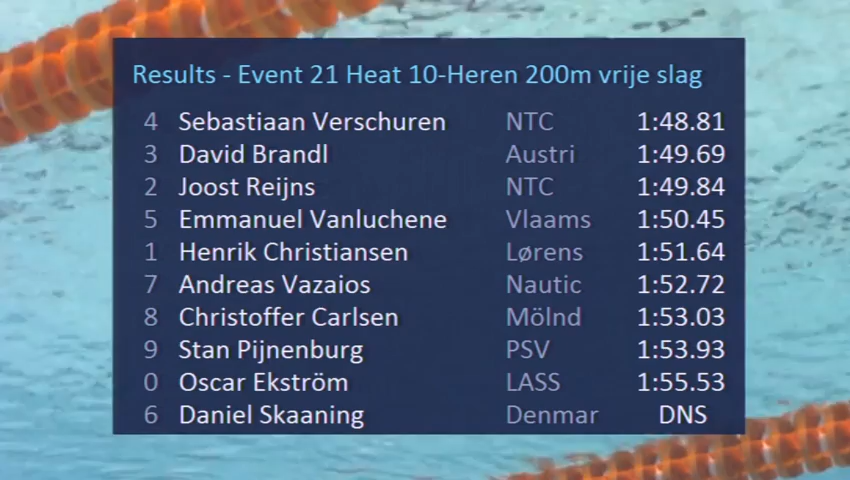 Results - Event 21 Heat 10-Heren 200m vrije slag
4 Sebastiaan Verschuren NTC 1:48.81
3 David Brandl Austri 1:49.69
2 Joost Reijns NTC 1:49.84
5 Emmanuel Vanluchene Vlaams 1:50.45
1 Henrik Christiansen Lørens 1:51.64
7 Andreas Vazaios Nautic 1:52.72
8 Christoffer Carlsen Mölnd 1:53.03
9 Stan Pijnenburg PSV 1:53.93
0 Oscar Ekström LASS 1:55.53
6 Daniel Skaaning Denmar DNS